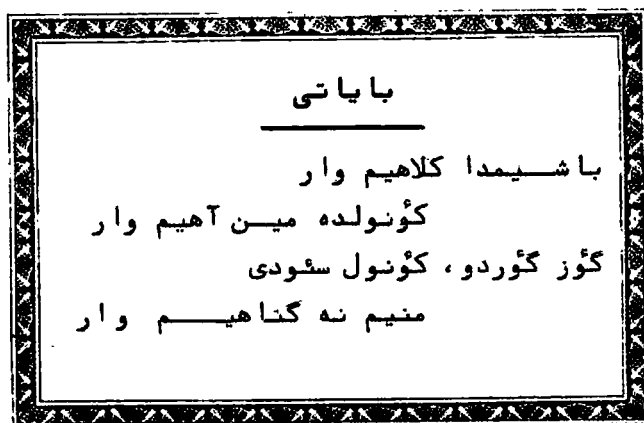 بایاتی
باشیمدا کلاهیم وار
کؤنولده مین آهیم وار
گؤز گؤردو، کؤنول سئودی
منیم نه گناهیم وار